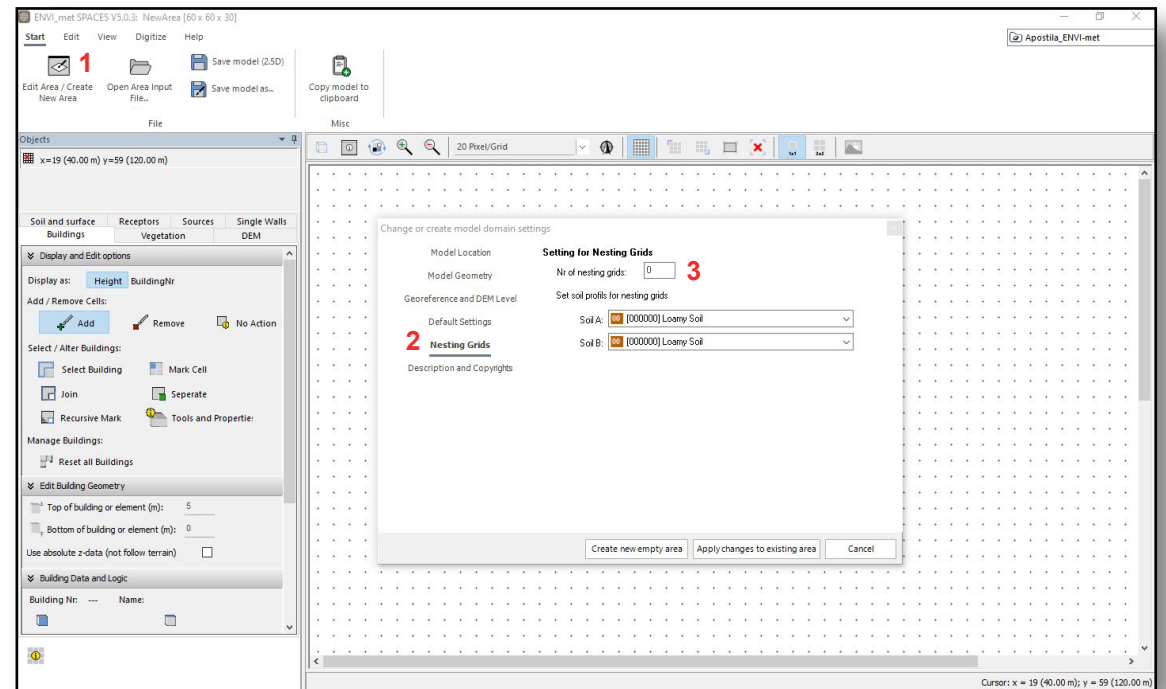 ENVI_met SPACES V5.0.3: NewArea [60 x 60 x 30]
Start Edit View Digitize Help
Apostila_ENVI-met
1
Save model (2.5D)
Edit Area / Create New Area
Open Area Input File...
Save model as...
Copy model to clipboard
File
Misc
Objects
x=19 (40.00 m) y=59 (120.00 m)
20 Pixel/Grid
1x1
2x2
Soil and surface Receptors Sources Single Walls
Buildings Vegetation DEM
Display and Edit options
Display as: Height BuildingNr
Add / Remove Cells:
Add Remove No Action
Select / Alter Buildings:
Select Building Mark Cell
Join Seperate
Recursive Mark Tools and Propertie:
Manage Buildings:
Reset all Buildings
Edit Building Geometry
Top of building or element (m): 5
Bottom of building or element (m): 0
Use absolute z-data (not follow terrain)
Building Data and Logic
Building Nr: --- Name:
Change or create model domain settings
Model Location
Model Geometry
Georeference and DEM Level
Default Settings
2 Nesting Grids
Description and Copyrights
Setting for Nesting Grids
Nr of nesting grids: 0 3
Set soil profils for nesting grids
Soil A: 00 [000000] Loamy Soil
Soil B: 00 [000000] Loamy Soil
Create new empty area Apply changes to existing area Cancel
Cursor: x = 19 (40.00 m); y = 59 (120.00 m)